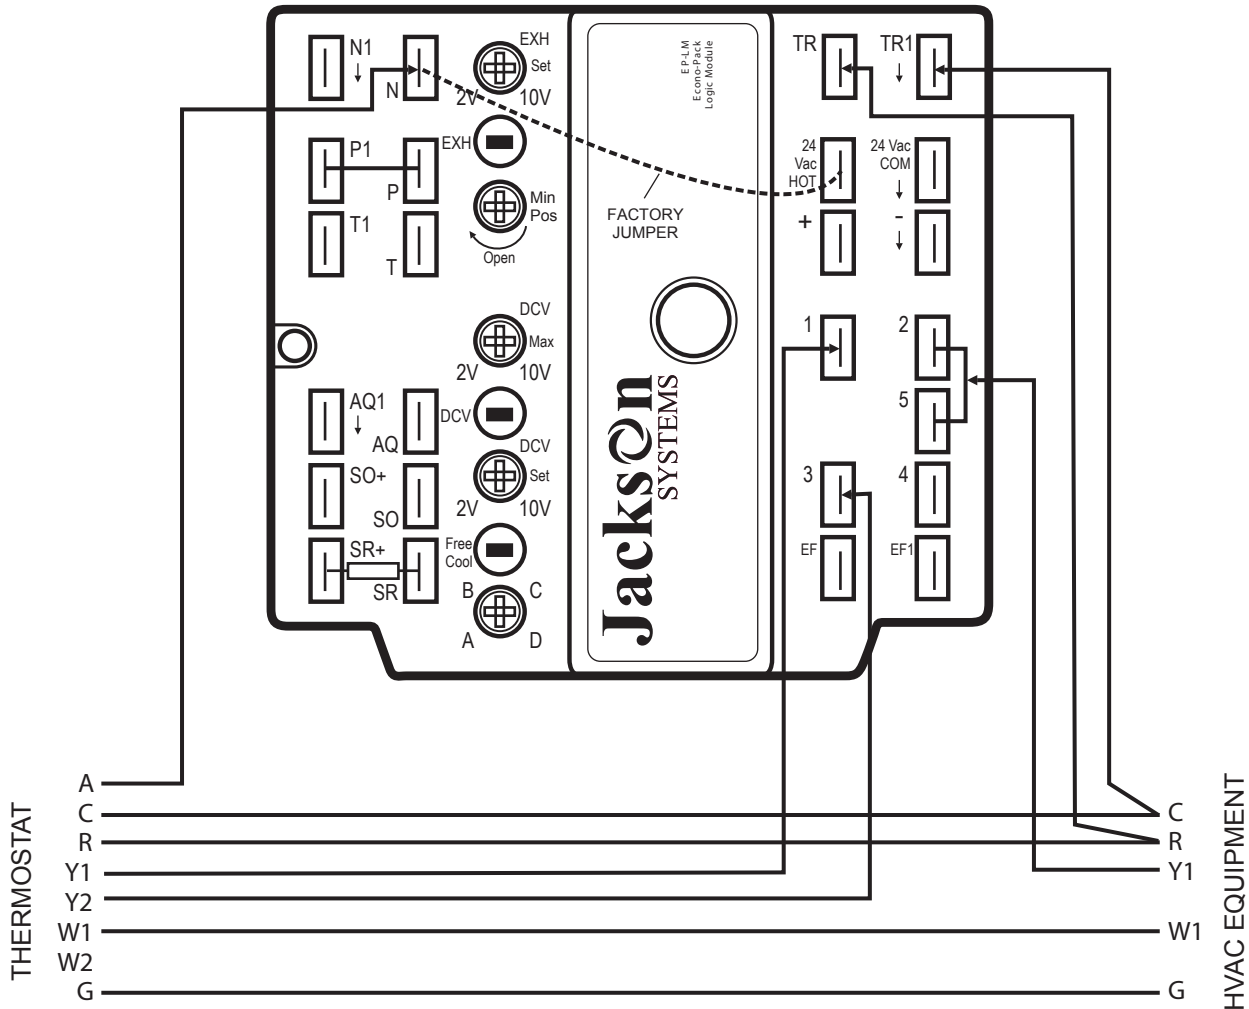 EP-LM
Econo-Pack
Logic Module
N1
N
EXH
Set
2V
10V
TR
TR1
P1
P
EXH
24
Vac
HOT
24 Vac
COM
Min
Pos
Open
T1
T
FACTORY
JUMPER
+
-
DCV
Max
2V
10V
1
2
AQ1
AQ
DCV
5
SO+
SO
DCV
Set
2V
10V
3
4
SR+
SR
Free
Cool
EF
EF1
B
C
A
D
Jackson
SYSTEMS
THERMOSTAT
A
C
R
Y1
Y2
W1
W2
G
C
R
Y1
W1
G
HVAC EQUIPMENT